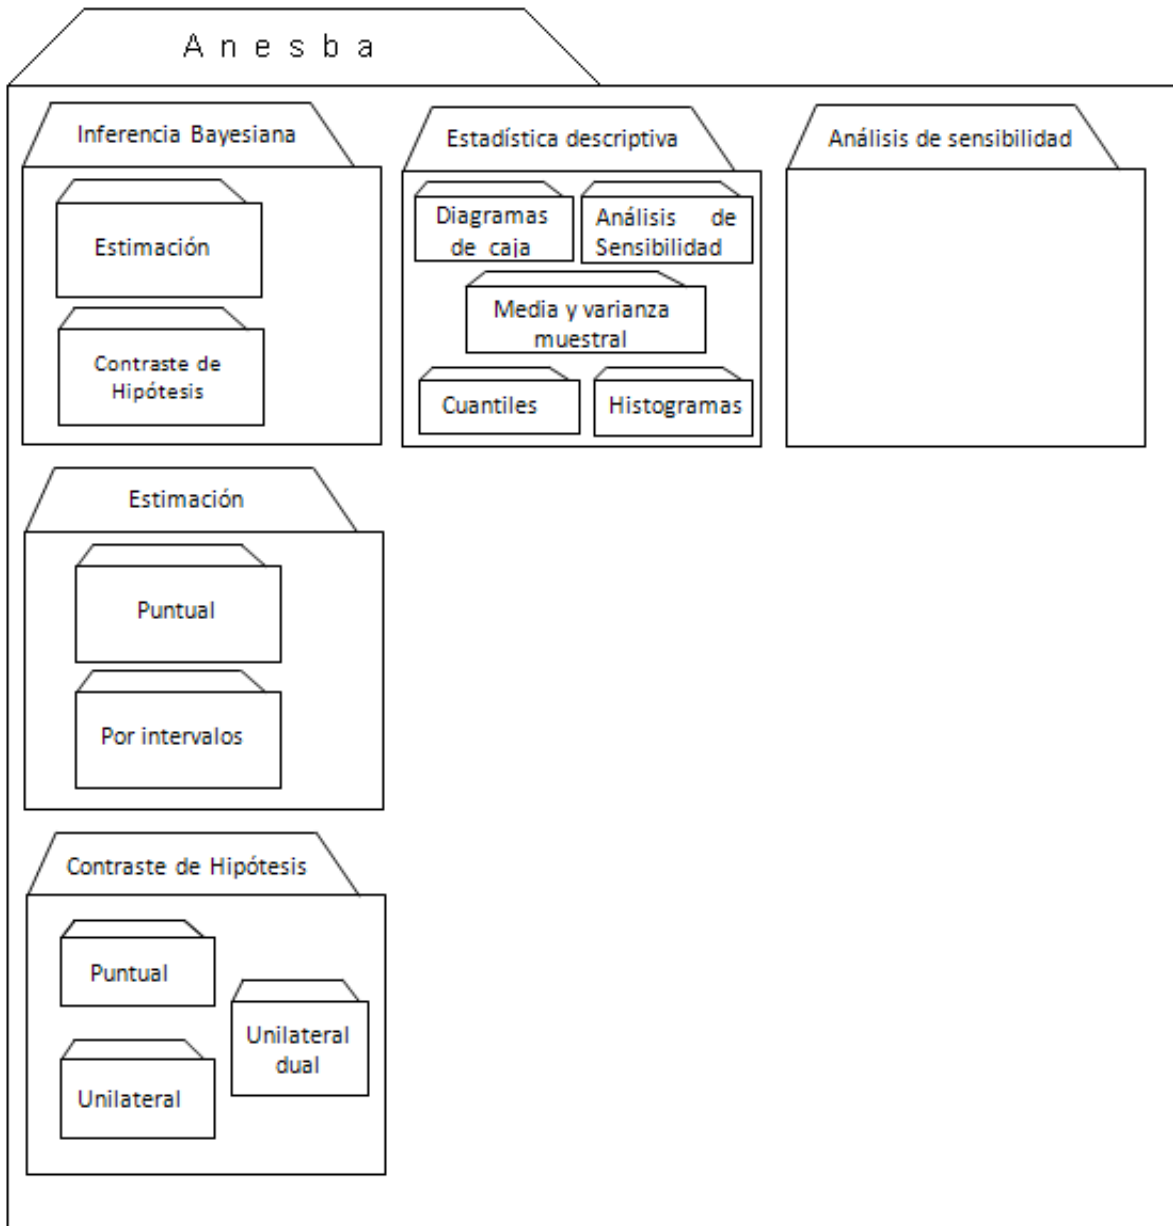 Anesba
Inferencia Bayesiana
Estimación
Contraste de
Hipótesis
Estadística descriptiva
Diagramas
de caja
Análisis de
Sensibilidad
Media y varianza
muestral
Cuantiles
Histogramas
Análisis de sensibilidad
Estimación
Puntual
Por intervalos
Contraste de Hipótesis
Puntual
Unilateral
dual
Unilateral